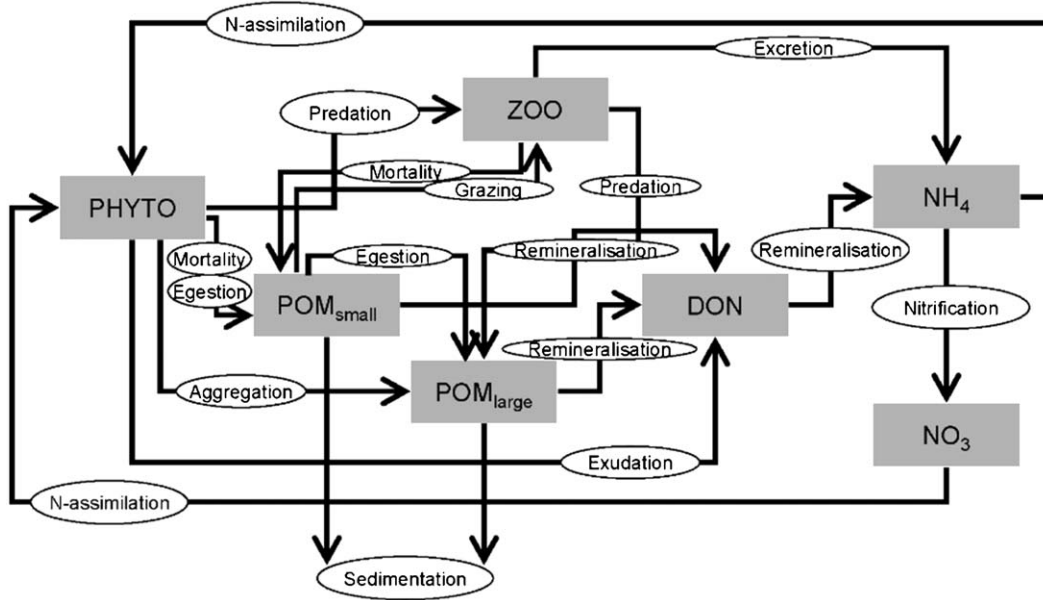 N-assimilation
Excretion
Predation
ZOO
Mortality
Grazing
Predation
PHYTO
NH₄
Mortality
Egestion
Egestion
Remineralisation
Remineralisation
POMsmall
DON
Nitrification
Remineralisation
Aggregation
POMlarge
NO₃
Exudation
N-assimilation
Sedimentation